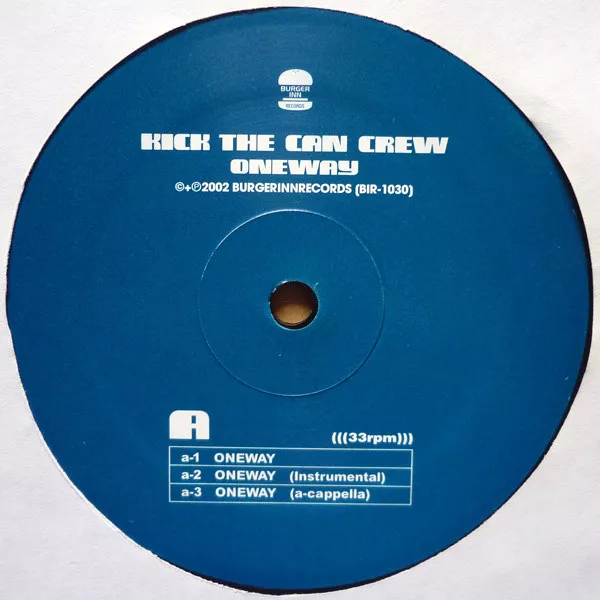 BURGER
INN
RECORDS
KICK THE CAN CREW
ONEWAY
©+℗2002 BURGERINNRECORDS (BIR-1030)
A
(((33rpm)))
a-1 ONEWAY
a-2 ONEWAY (Instrumental)
a-3 ONEWAY (a-cappella)